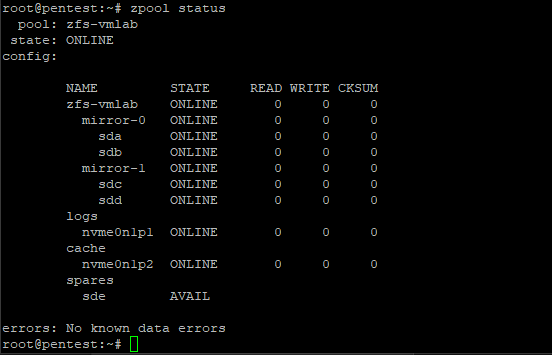 root@pentest:~# zpool status
  pool: zfs-vmlab
 state: ONLINE
config:

        NAME         STATE     READ WRITE CKSUM
        zfs-vmlab    ONLINE       0     0     0
          mirror-0   ONLINE       0     0     0
            sda      ONLINE       0     0     0
            sdb      ONLINE       0     0     0
          mirror-1   ONLINE       0     0     0
            sdc      ONLINE       0     0     0
            sdd      ONLINE       0     0     0
        logs
          nvme0n1p1  ONLINE       0     0     0
        cache
          nvme0n1p2  ONLINE       0     0     0
        spares
          sde        AVAIL

errors: No known data errors
root@pentest:~#